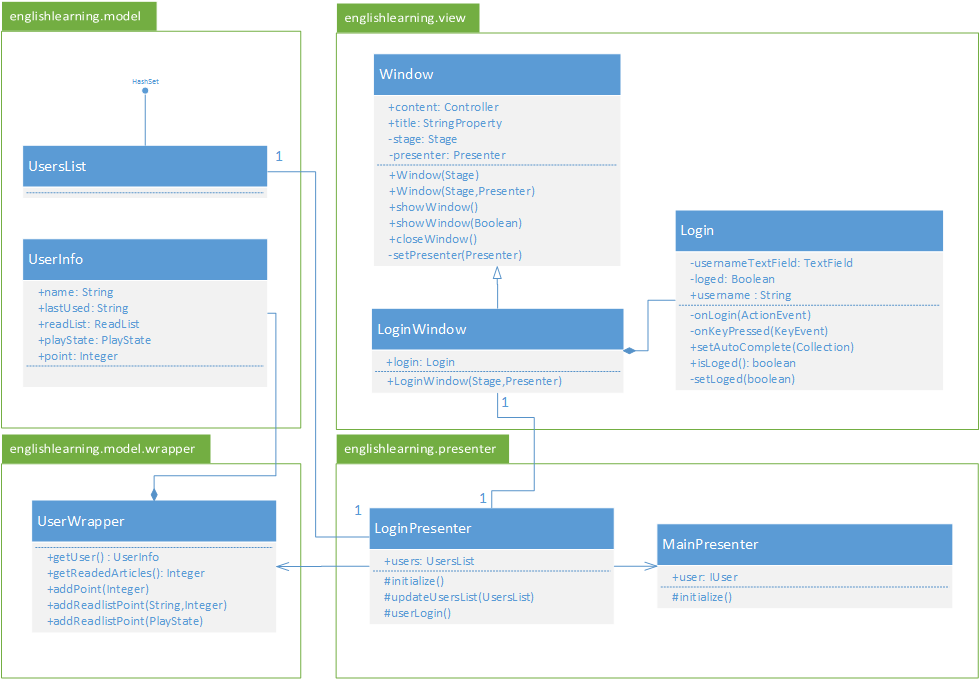 englishlearning.model
HashSet
UsersList
1
UserInfo
+name: String
+lastUsed: String
+readList: ReadList
+playState: PlayState
+point: Integer
englishlearning.view
Window
+content: Controller
+title: StringProperty
-stage: Stage
-presenter: Presenter
+Window(Stage)
+Window(Stage,Presenter)
+showWindow()
+showWindow(Boolean)
+closeWindow()
-setPresenter(Presenter)
LoginWindow
+login: Login
+LoginWindow(Stage,Presenter)
1
Login
-usernameTextField: TextField
-loged: Boolean
+username : String
-onLogin(ActionEvent)
-onKeyPressed(KeyEvent)
+setAutoComplete(Collection)
+isLoged(): boolean
-setLoged(boolean)
englishlearning.model.wrapper
UserWrapper
+getUser() : UserInfo
+getReadedArticles(): Integer
+addPoint(Integer)
+addReadlistPoint(String,Integer)
+addReadlistPoint(PlayState)
englishlearning.presenter
1
1
LoginPresenter
+users: UsersList
#initialize()
#updateUsersList(UsersList)
#userLogin()
MainPresenter
+user: IUser
#initialize()